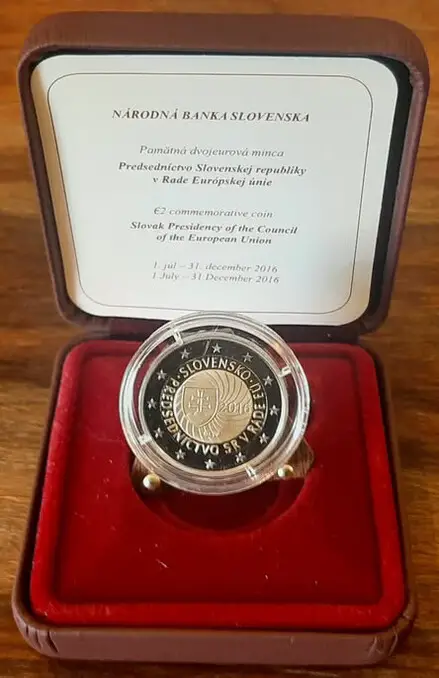 NÁRODNÁ BANKA SLOVENSKA
Pamätná dvojeurová minca
Predsedníctvo Slovenskej republiky
v Rade Európskej únie
€2 commemorative coin
Slovak Presidency of the Council
of the European Union
1. júl – 31. december 2016
1 July – 31 December 2016
SLOVENSKO
PREDSEDNÍCTVO SR V RADE EÚ
2016